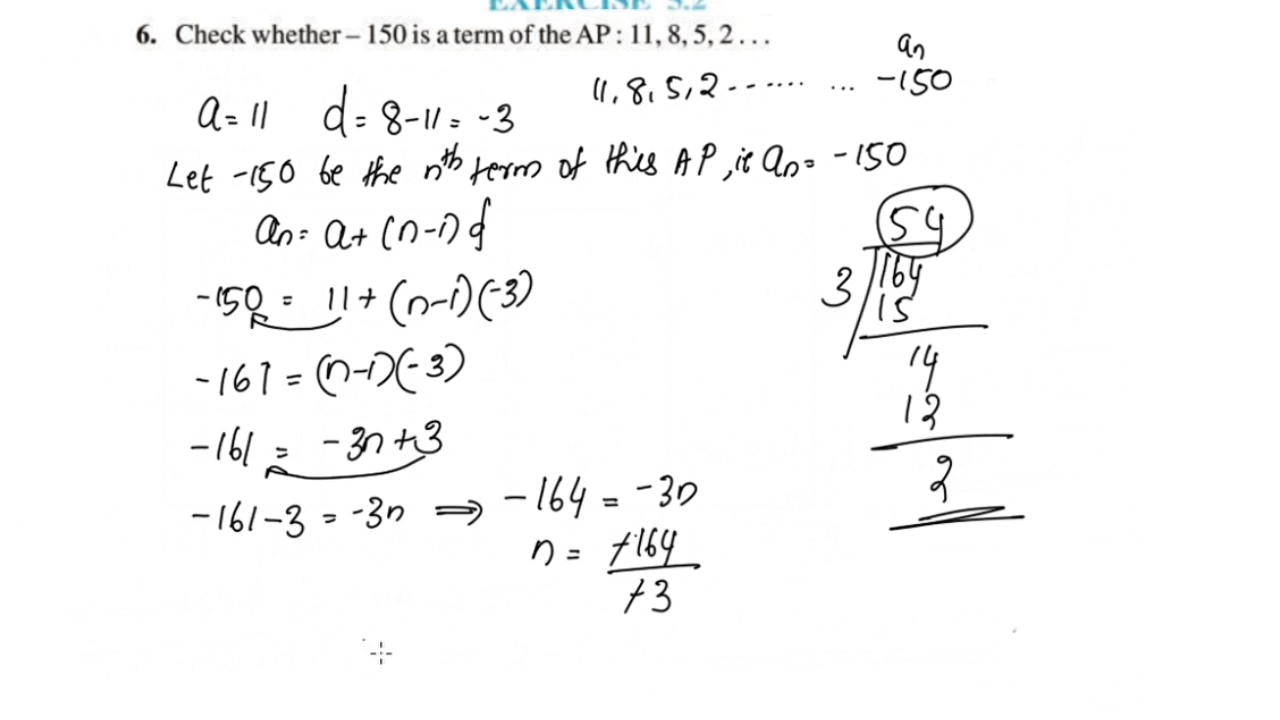 EXERCISE 5.2
6. Check whether – 150 is a term of the AP : 11, 8, 5, 2 . . .
an
11, 8, 5, 2 - - ------ ... -150
a = 11 d = 8-11 = -3
Let -150 be the nth term of this AP, ie an = -150
an = a + (n-1) d
-150 = 11 + (n-1)(-3)
-161 = (n-1)(-3)
-161 = -3n + 3
-161 - 3 = -3n ⟹ -164 = -3n
n = -164
-3
54
3 164
15
14
12
2